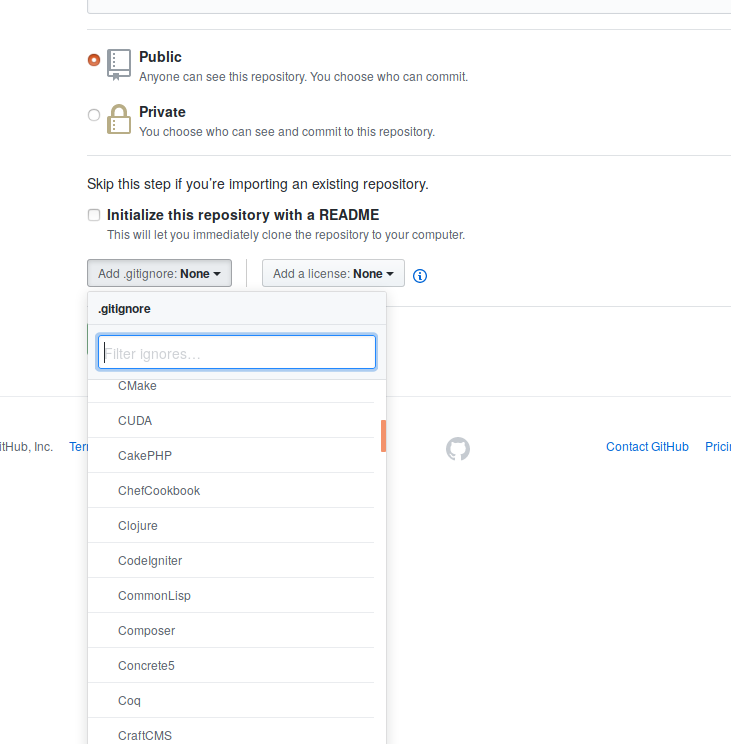 Public
Anyone can see this repository. You choose who can commit.
Private
You choose who can see and commit to this repository.
Skip this step if you’re importing an existing repository.
Initialize this repository with a README
This will let you immediately clone the repository to your computer.
Add .gitignore: None Add a license: None
.gitignore
Filter ignores…
CMake
CUDA
itHub, Inc. Contact GitHub
CakePHP
ChefCookbook
Clojure
CodeIgniter
CommonLisp
Composer
Concrete5
Coq
CraftCMS